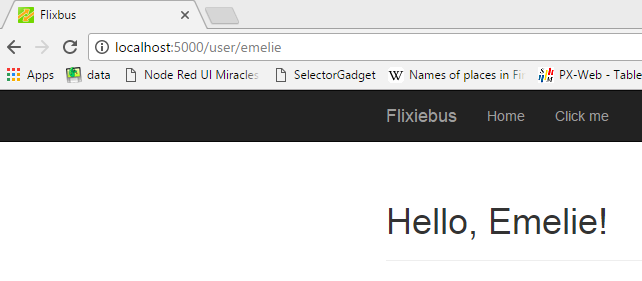 Flixbus
localhost:5000/user/emelie
Apps data Node Red UI Miracles SelectorGadget W Names of places in Fi PX-Web - Table
Flixiebus Home Click me
Hello, Emelie!